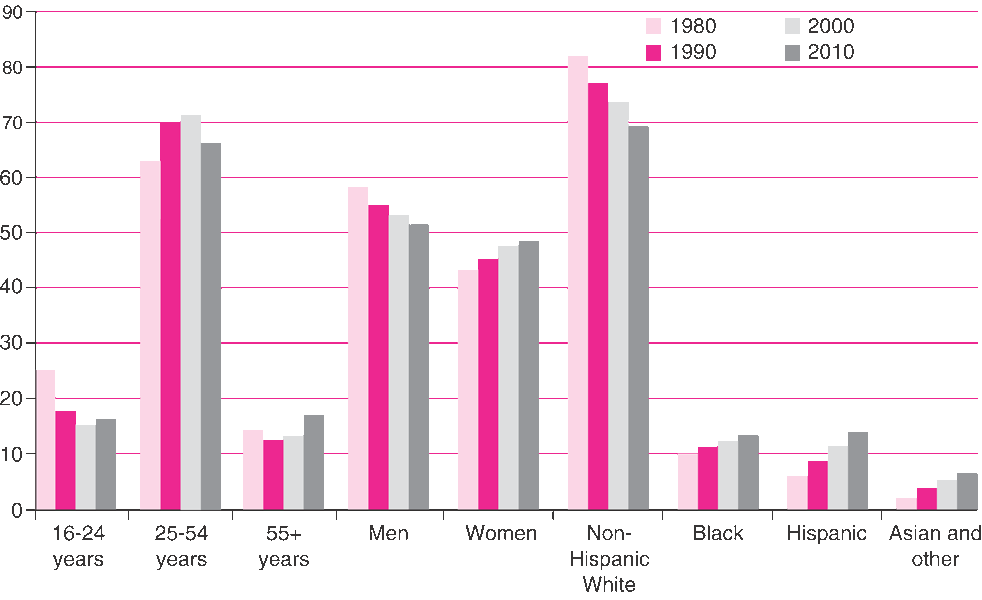 90
80
70
60
50
40
30
20
10
0
1980
2000
1990
2010
16-24
years
25-54
years
55+
years
Men
Women
Non-
Hispanic
White
Black
Hispanic
Asian and
other